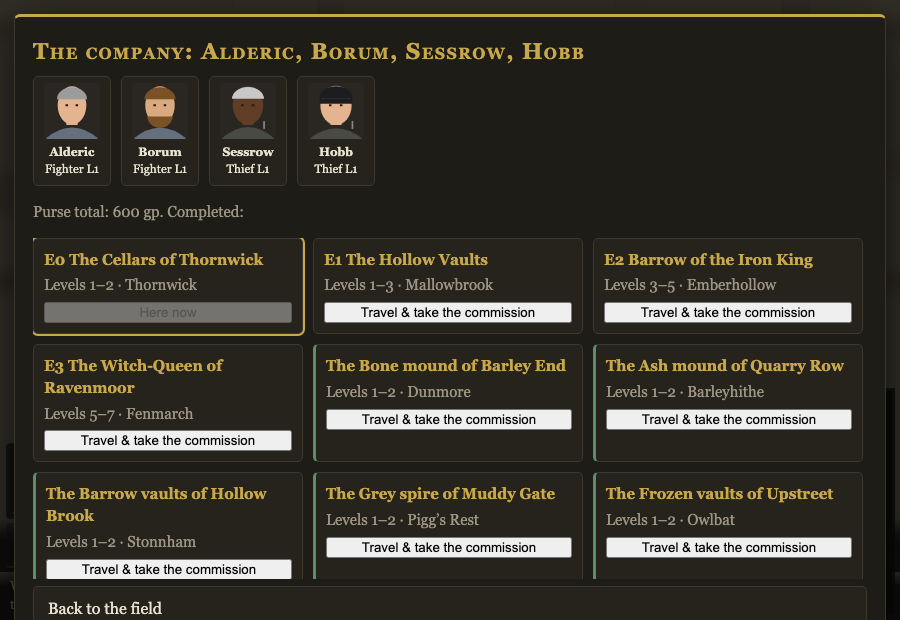 The company: Alderic, Borum, Sessrow, Hobb
Alderic
Fighter L1
Borum
Fighter L1
Sessrow
Thief L1
Hobb
Thief L1
Purse total: 600 gp. Completed:
E0 The Cellars of Thornwick
Levels 1–2 · Thornwick
Here now
E1 The Hollow Vaults
Levels 1–3 · Mallowbrook
Travel & take the commission
E2 Barrow of the Iron King
Levels 3–5 · Emberhollow
Travel & take the commission
E3 The Witch-Queen of
Ravenmoor
Levels 5–7 · Fenmarch
Travel & take the commission
The Bone mound of Barley End
Levels 1–2 · Dunmore
Travel & take the commission
The Ash mound of Quarry Row
Levels 1–2 · Barleyhithe
Travel & take the commission
The Barrow vaults of Hollow
Brook
Levels 1–2 · Stonnham
Travel & take the commission
The Grey spire of Muddy Gate
Levels 1–2 · Pigg’s Rest
Travel & take the commission
The Frozen vaults of Upstreet
Levels 1–2 · Owlbat
Travel & take the commission
Back to the field